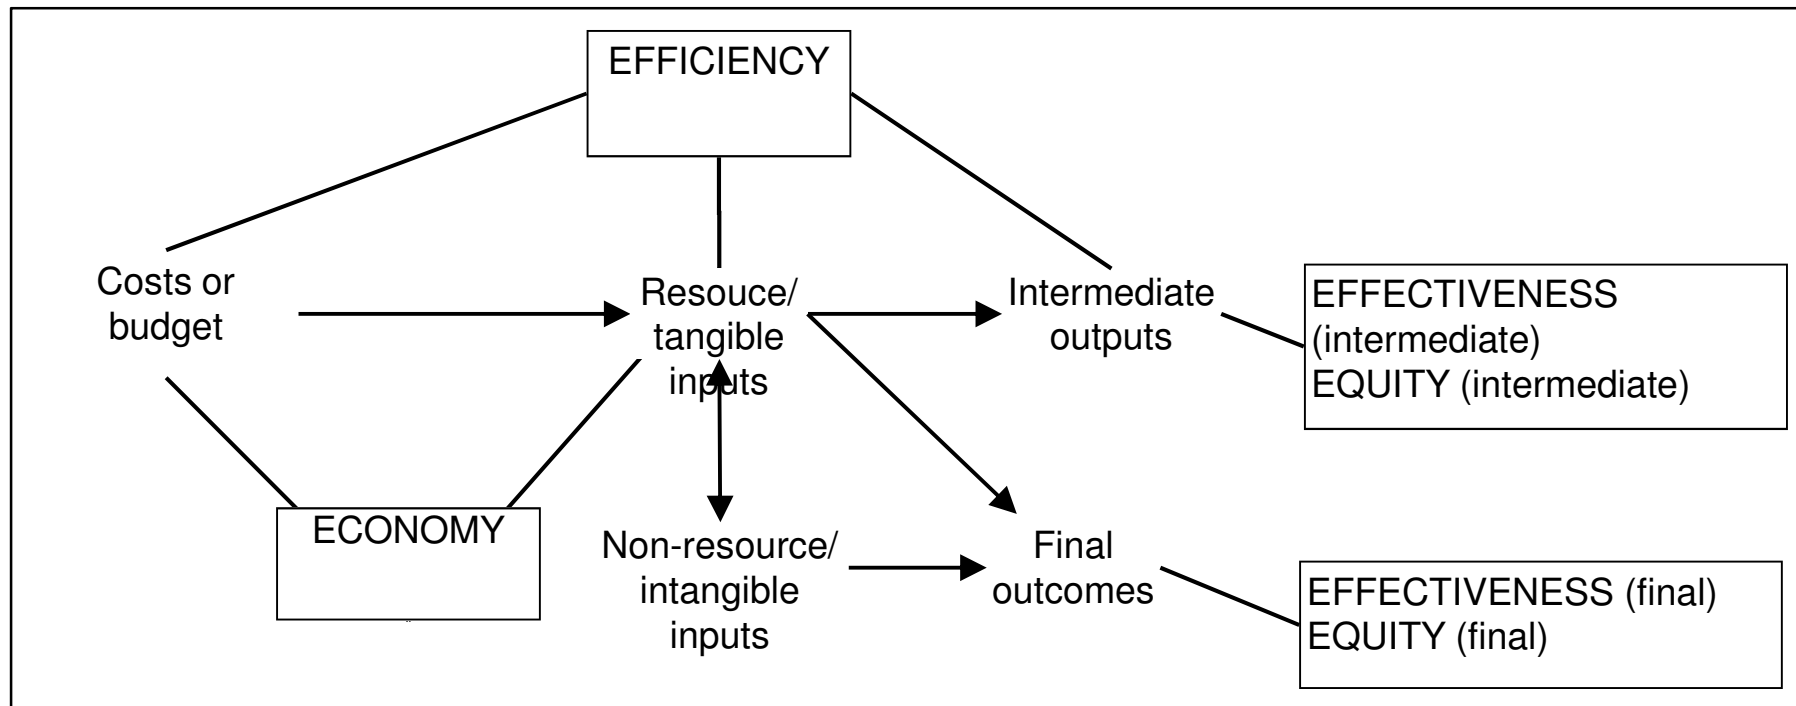 EFFICIENCY
Costs or
budget
Resouce/
tangible
inputs
Intermediate
outputs
EFFECTIVENESS
(intermediate)
EQUITY (intermediate)
ECONOMY
Non-resource/
intangible
inputs
Final
outcomes
EFFECTIVENESS (final)
EQUITY (final)